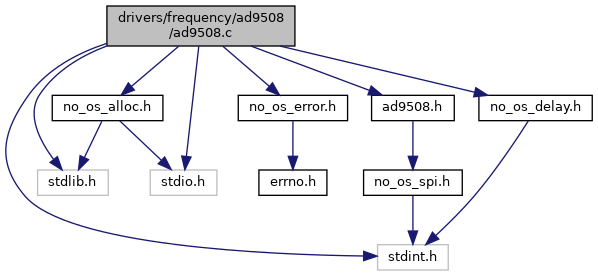 drivers/frequency/ad9508
/ad9508.c
no_os_alloc.h
no_os_error.h
ad9508.h
no_os_delay.h
stdlib.h
stdio.h
errno.h
no_os_spi.h
stdint.h